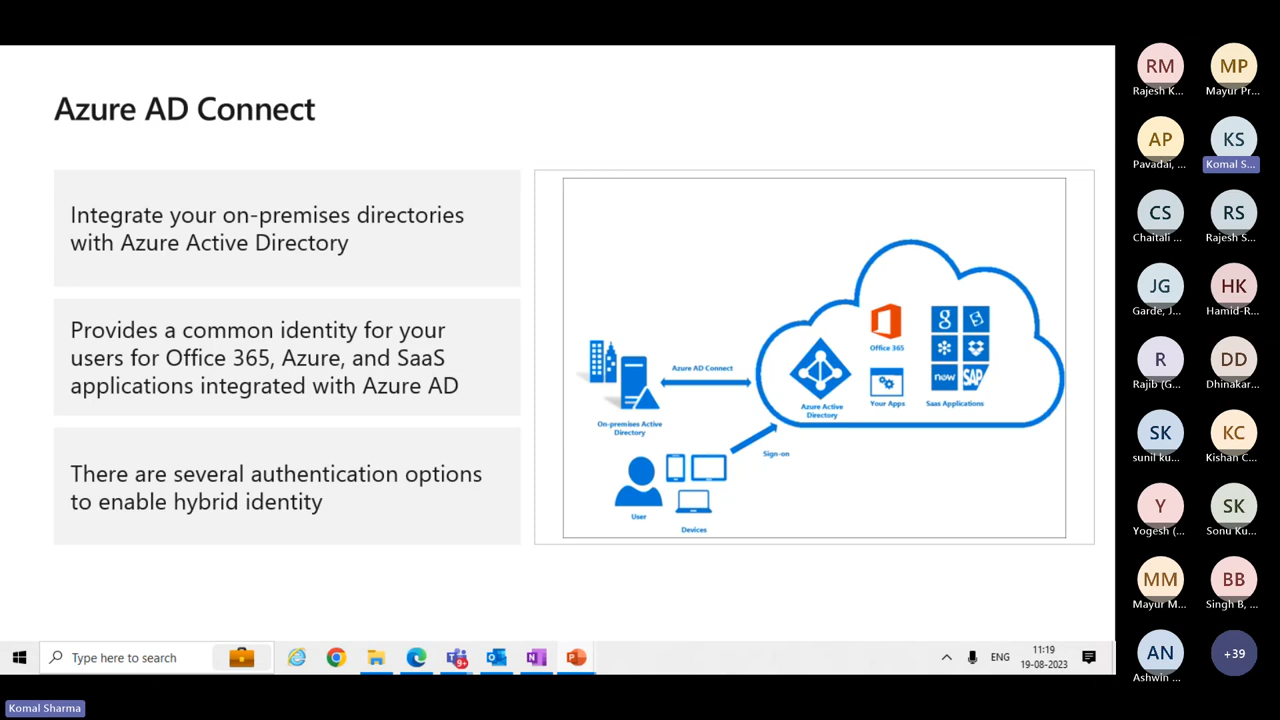 Azure AD Connect
Integrate your on-premises directories
with Azure Active Directory
Provides a common identity for your
users for Office 365, Azure, and SaaS
applications integrated with Azure AD
There are several authentication options
to enable hybrid identity
Office 365
Azure AD Connect
now
SAP
Azure Active
Directory
Your Apps
Saas Applications
On-premises Active
Directory
Sign-on
User
Devices
RM
Rajesh K...
MP
Mayur Pr...
AP
Pavadai, ...
KS
Komal S...
CS
Chaitali ...
RS
Rajesh S...
JG
Garde, J...
HK
Hamid-R...
R
Rajib (G...
DD
Dhinakar...
SK
sunil ku...
KC
Kishan C...
Y
Yogesh (...
SK
Sonu Ku...
MM
Mayur M...
BB
Singh B, ...
AN
Ashwin ...
+39
Type here to search
9+
ENG
11:19
19-08-2023
Komal Sharma